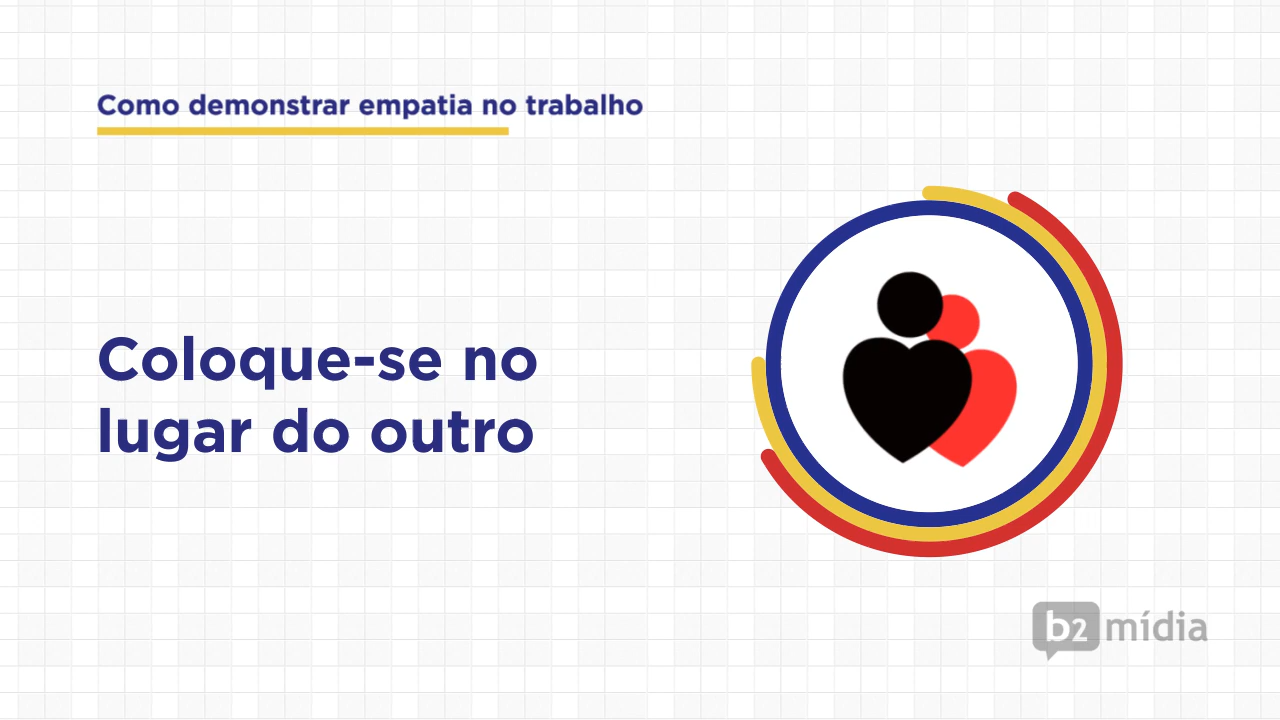 Como demonstrar empatia no trabalho
Coloque-se no
lugar do outro
b2 mídia